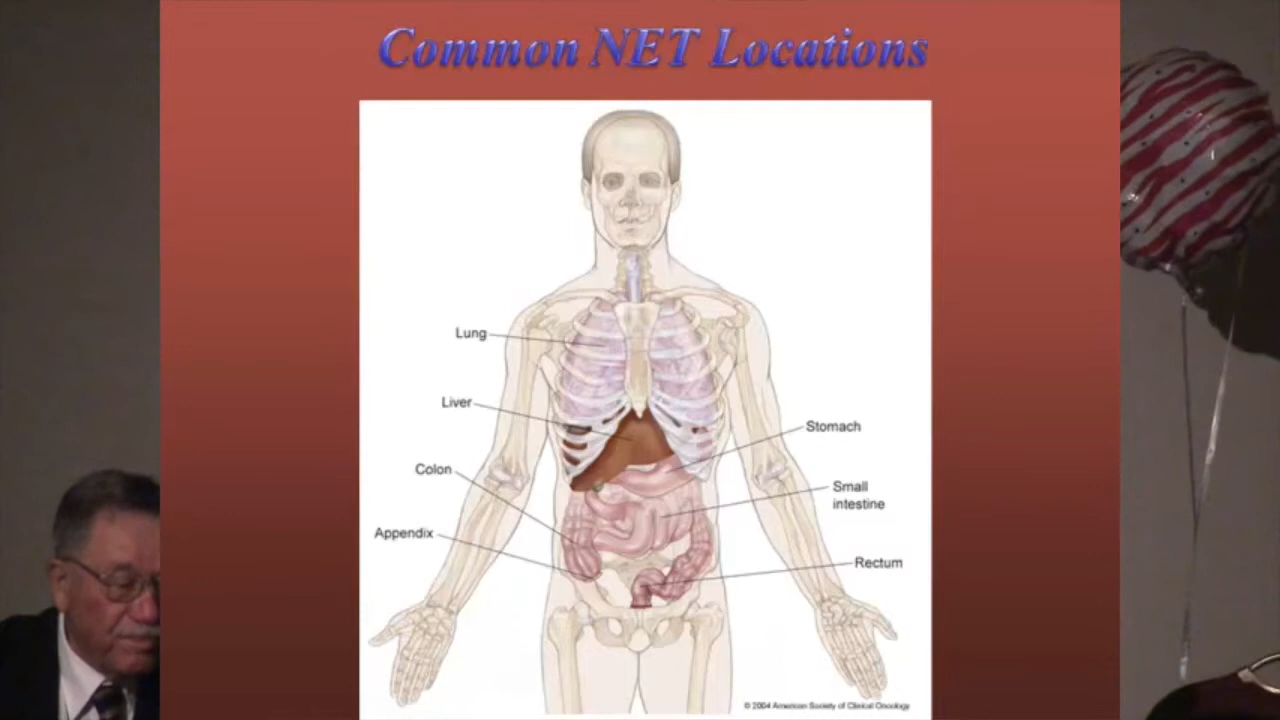 Common NET Locations
Lung
Liver
Colon
Appendix
Stomach
Small
intestine
Rectum
© 2004 American Society of Clinical Oncology